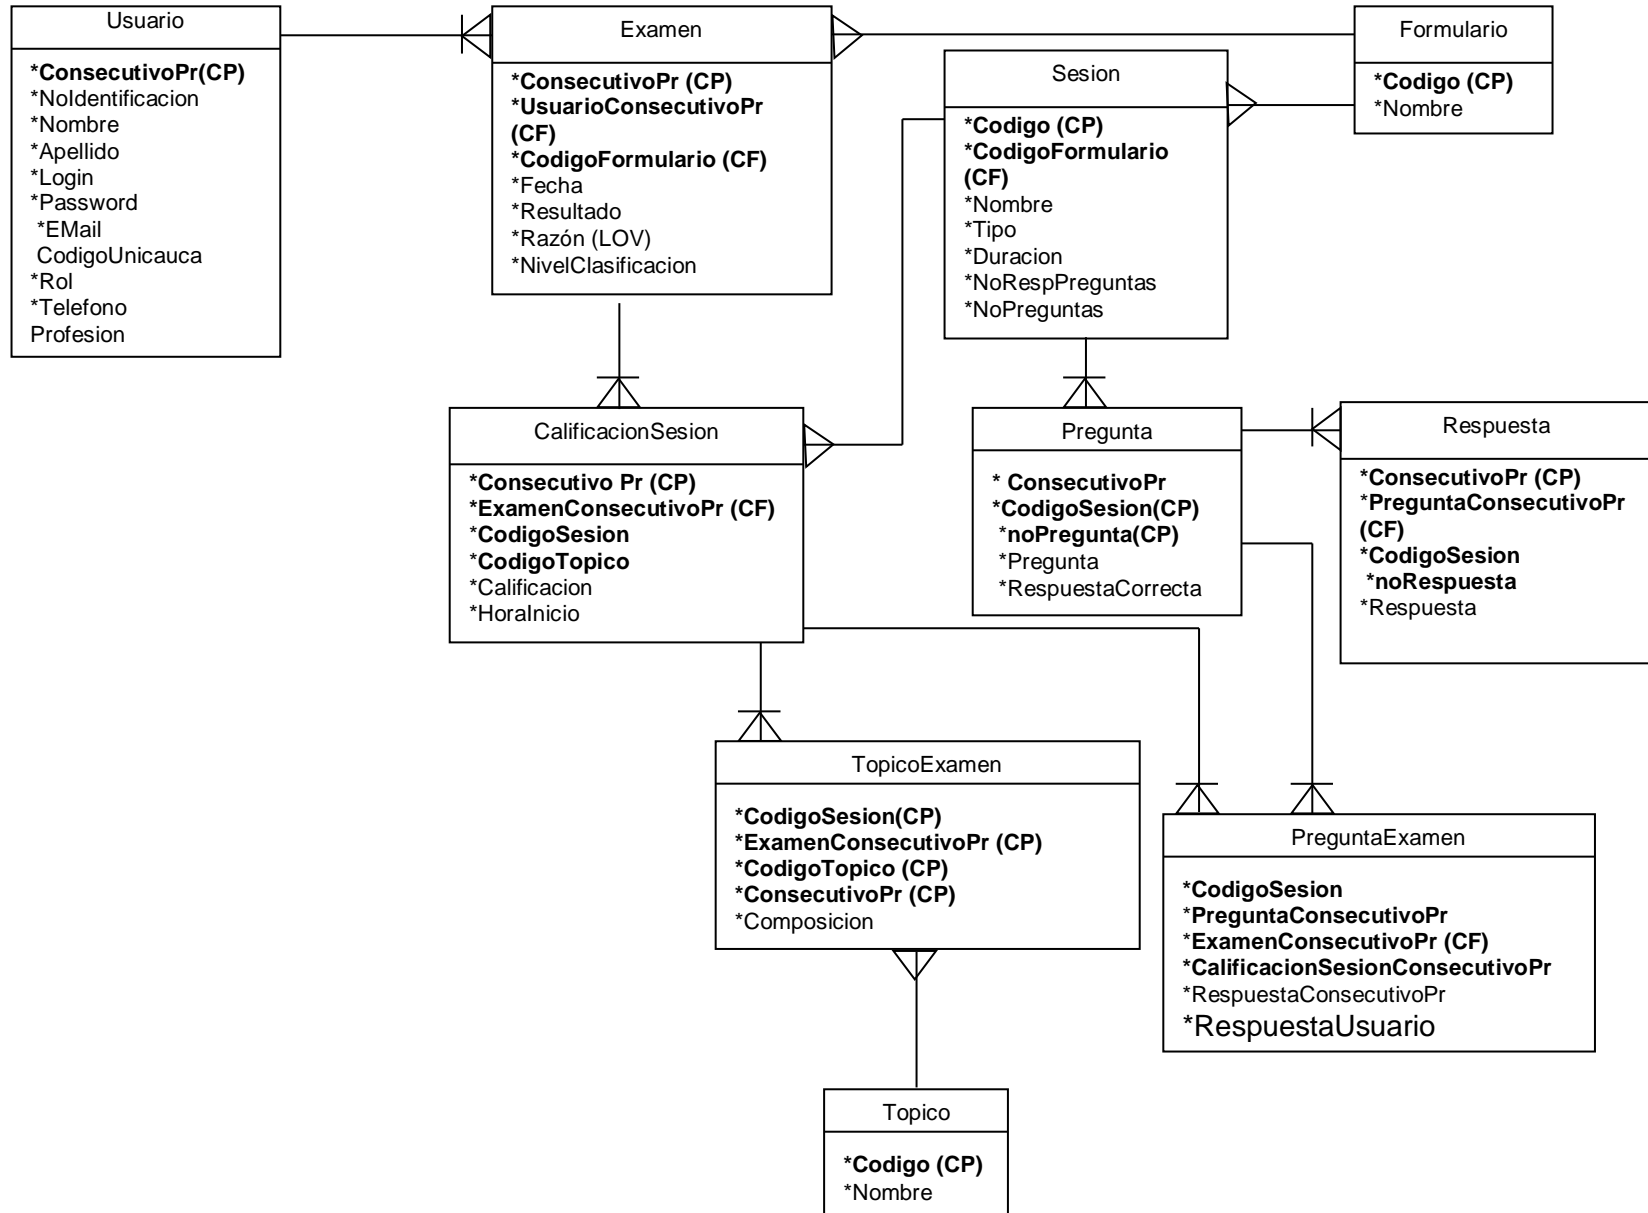 Usuario
*ConsecutivoPr(CP)
*NoIdentificacion
*Nombre
*Apellido
*Login
*Password
*EMail
CodigoUnicauca
*Rol
*Telefono
Profesion
Examen
*ConsecutivoPr (CP)
*UsuarioConsecutivoPr
(CF)
*CodigoFormulario (CF)
*Fecha
*Resultado
*Razón (LOV)
*NivelClasificacion
Sesion
*Codigo (CP)
*CodigoFormulario
(CF)
*Nombre
*Tipo
*Duracion
*NoRespPreguntas
*NoPreguntas
Formulario
*Codigo (CP)
*Nombre
CalificacionSesion
*Consecutivo Pr (CP)
*ExamenConsecutivoPr (CF)
*CodigoSesion
*CodigoTopico
*Calificacion
*HoraInicio
Pregunta
* ConsecutivoPr
*CodigoSesion(CP)
*noPregunta(CP)
*Pregunta
*RespuestaCorrecta
Respuesta
*ConsecutivoPr (CP)
*PreguntaConsecutivoPr
(CF)
*CodigoSesion
*noRespuesta
*Respuesta
TopicoExamen
*CodigoSesion(CP)
*ExamenConsecutivoPr (CP)
*CodigoTopico (CP)
*ConsecutivoPr (CP)
*Composicion
PreguntaExamen
*CodigoSesion
*PreguntaConsecutivoPr
*ExamenConsecutivoPr (CF)
*CalificacionSesionConsecutivoPr
*RespuestaConsecutivoPr
*RespuestaUsuario
Topico
*Codigo (CP)
*Nombre